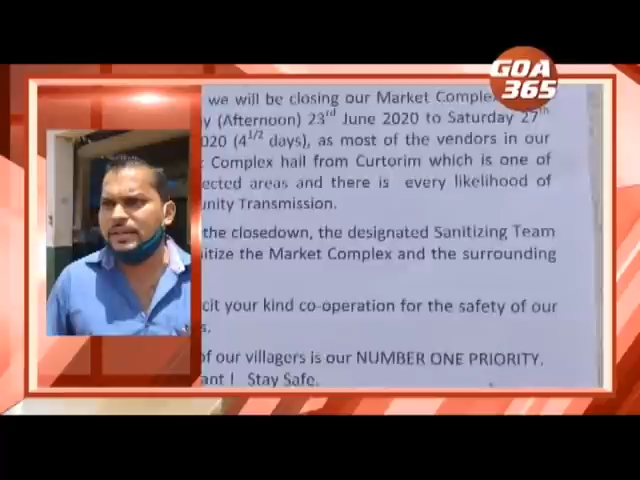 GOA
365
we will be closing our Market Complex
y (Afternoon) 23rd June 2020 to Saturday 27th
020 (4 1/2 days), as most of the vendors in our
Complex hail from Curtorim which is one of
ected areas and there is every likelihood of
unity Transmission.
the closedown, the designated Sanitizing Team
itize the Market Complex and the surrounding
cit your kind co-operation for the safety of our
s.
of our villagers is our NUMBER ONE PRIORITY.
ant ! Stay Safe.